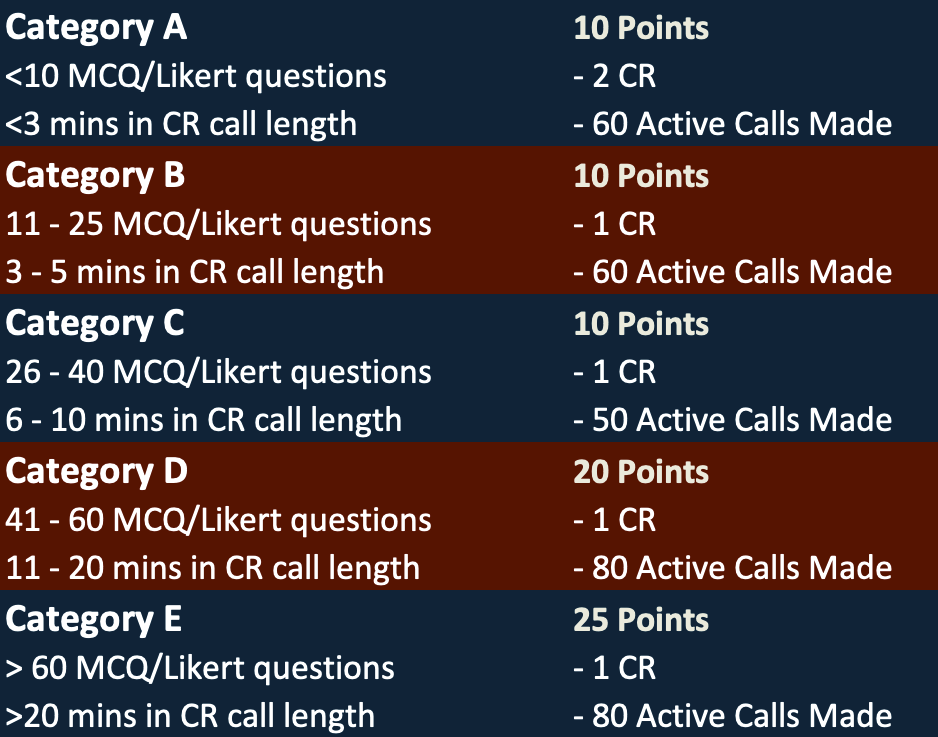 Category A 10 Points
<10 MCQ/Likert questions - 2 CR
<3 mins in CR call length - 60 Active Calls Made
Category B 10 Points
11 - 25 MCQ/Likert questions - 1 CR
3 - 5 mins in CR call length - 60 Active Calls Made
Category C 10 Points
26 - 40 MCQ/Likert questions - 1 CR
6 - 10 mins in CR call length - 50 Active Calls Made
Category D 20 Points
41 - 60 MCQ/Likert questions - 1 CR
11 - 20 mins in CR call length - 80 Active Calls Made
Category E 25 Points
> 60 MCQ/Likert questions - 1 CR
>20 mins in CR call length - 80 Active Calls Made